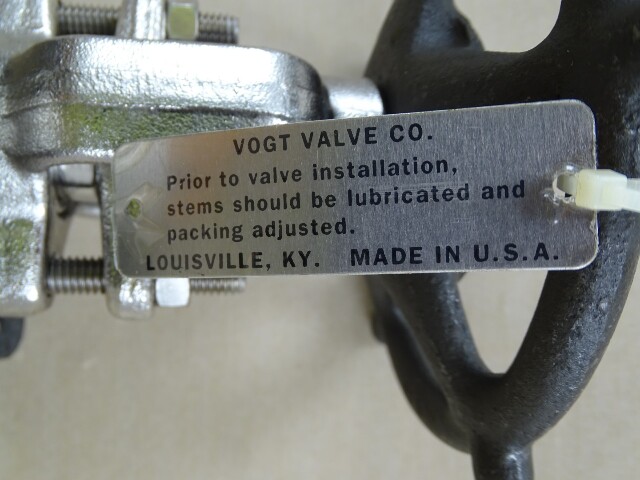 VOGT VALVE CO.
Prior to valve installation,
stems should be lubricated and
packing adjusted.
LOUISVILLE, KY. MADE IN U.S.A.